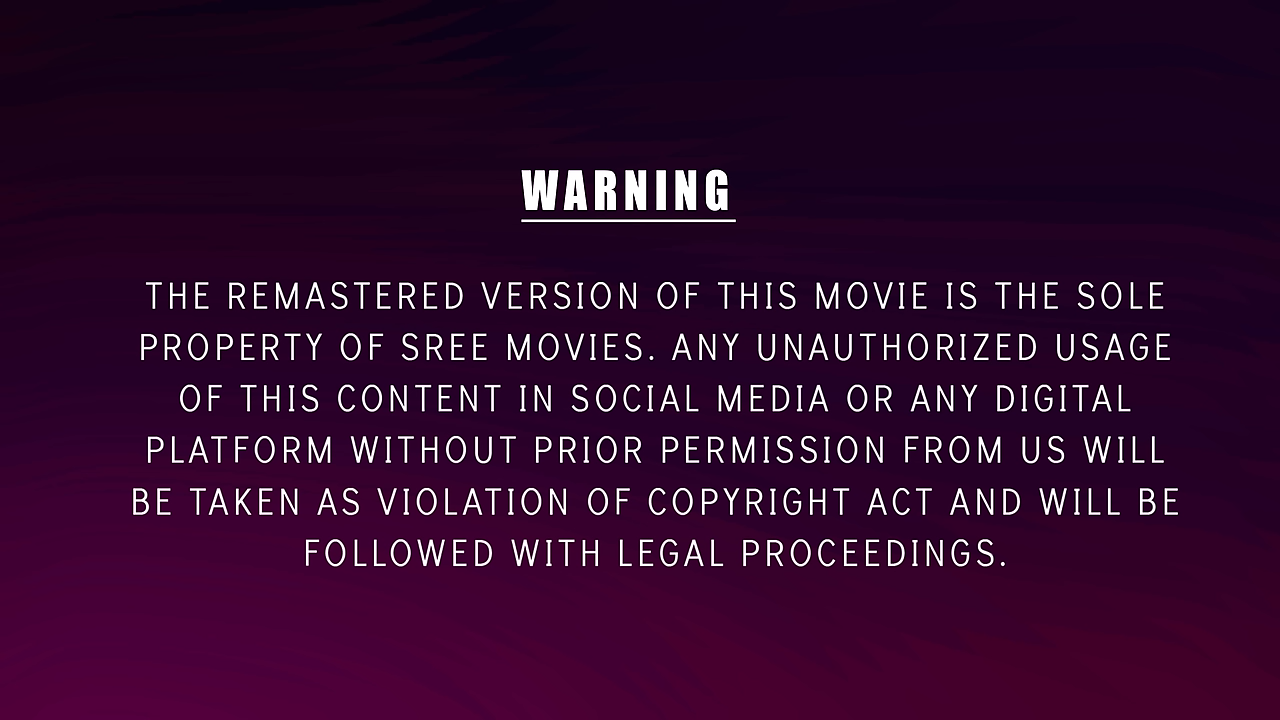 WARNING
THE REMASTERED VERSION OF THIS MOVIE IS THE SOLE
PROPERTY OF SREE MOVIES. ANY UNAUTHORIZED USAGE
OF THIS CONTENT IN SOCIAL MEDIA OR ANY DIGITAL
PLATFORM WITHOUT PRIOR PERMISSION FROM US WILL
BE TAKEN AS VIOLATION OF COPYRIGHT ACT AND WILL BE
FOLLOWED WITH LEGAL PROCEEDINGS.